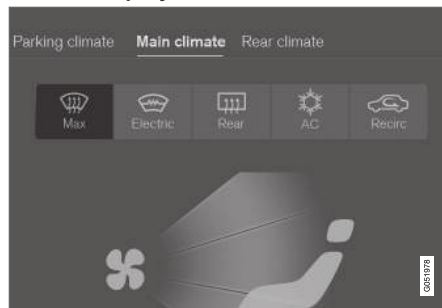 Parking climate Main climate Rear climate
Max Electric Rear AC Recirc
G051978